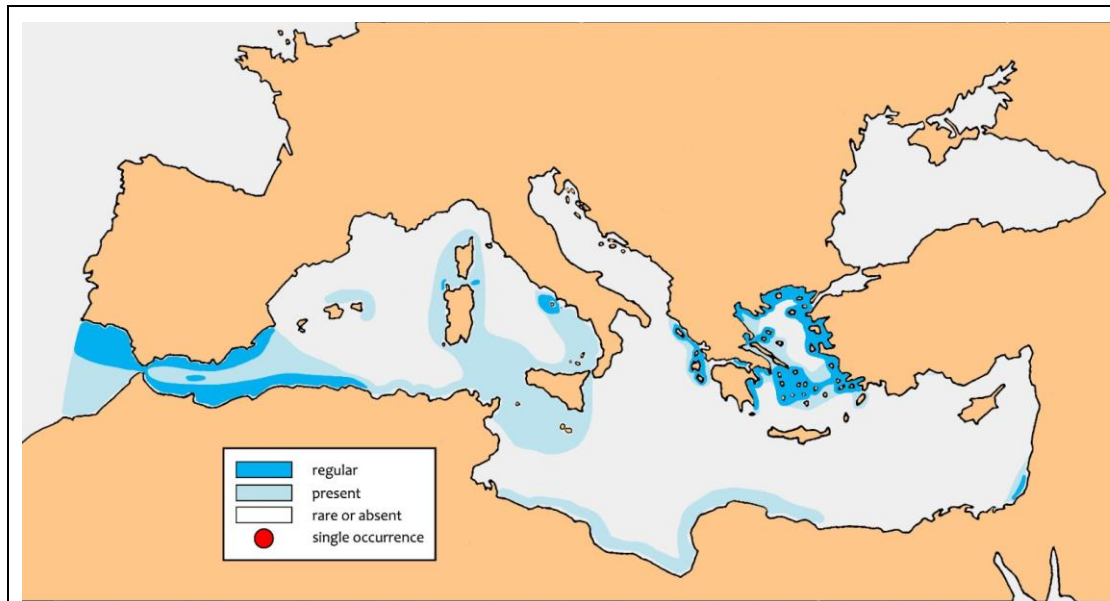 regular
present
rare or absent
single occurrence